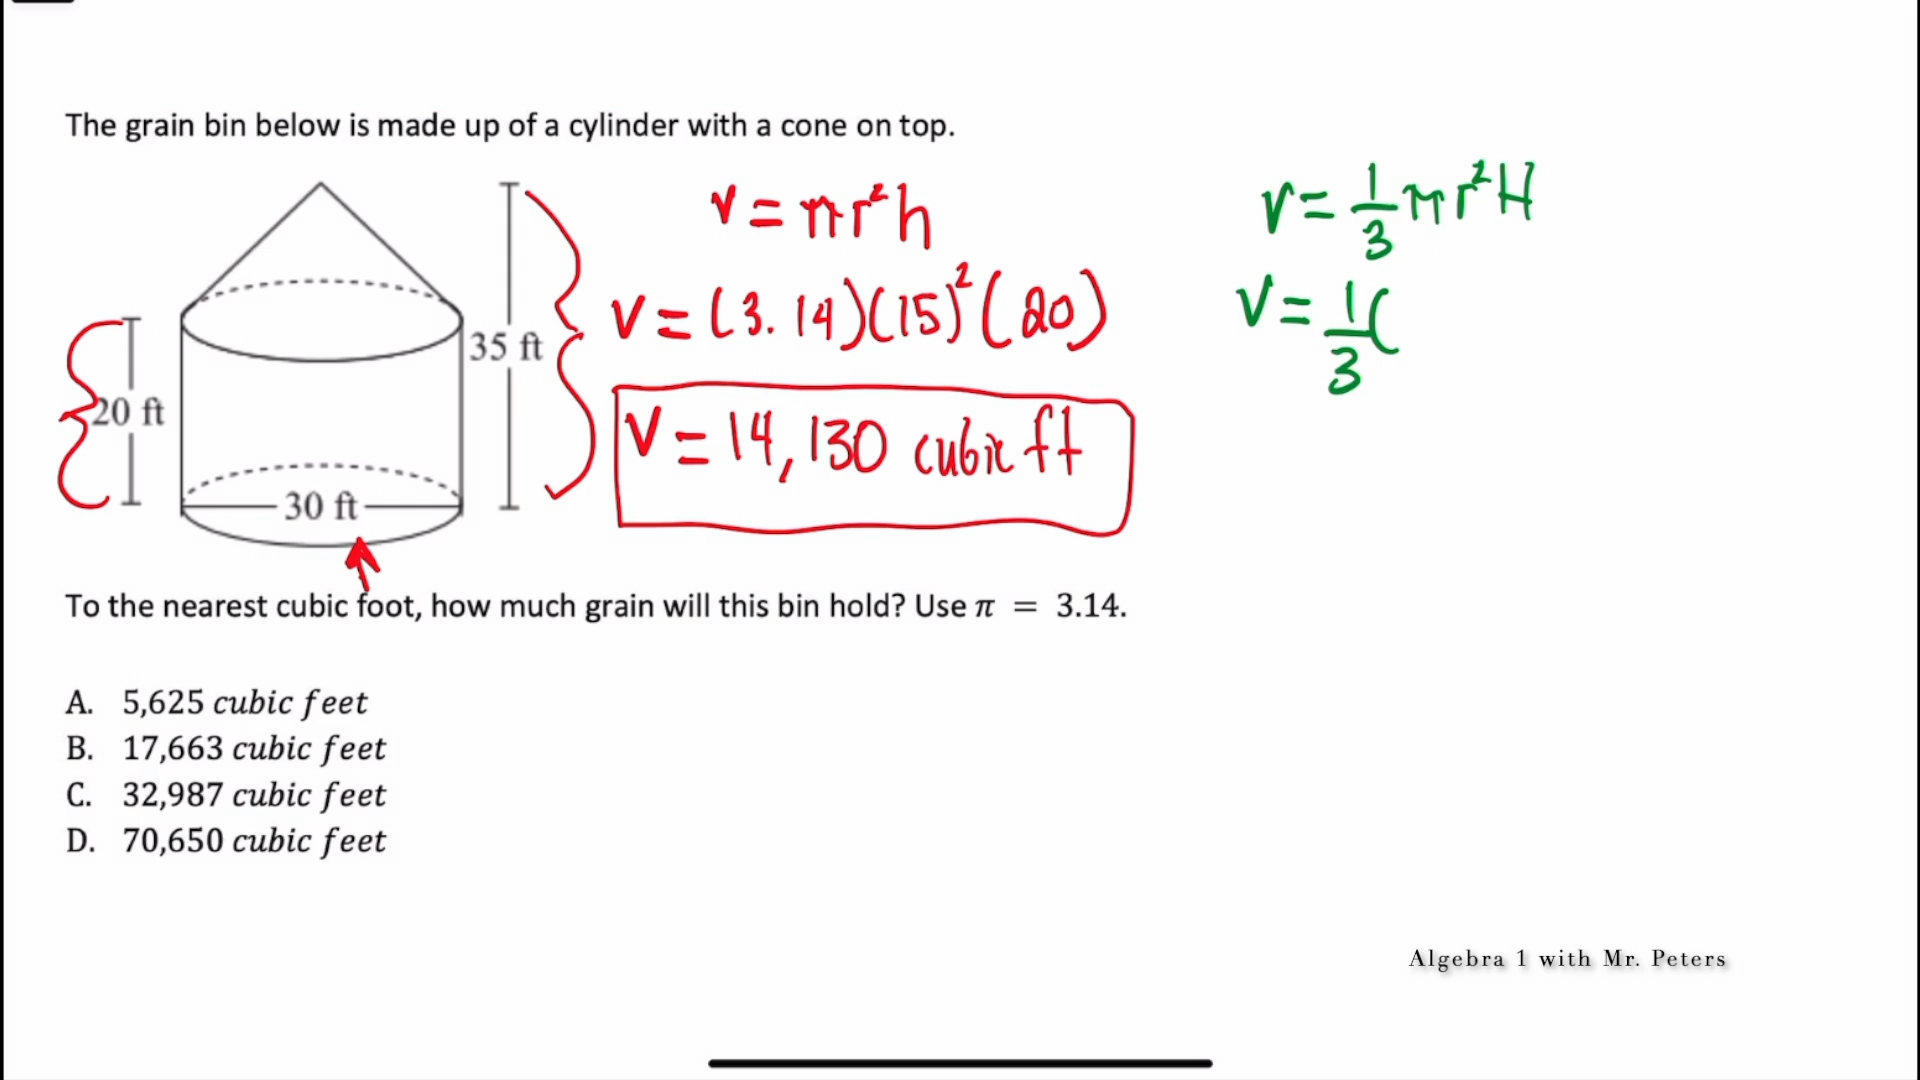 The grain bin below is made up of a cylinder with a cone on top.
20 ft
35 ft
30 ft
V = πr²h
V = (3.14)(15)²(20)
V = 14,130 cubic ft
V = 1/3 πr²H
V = 1/3 (
To the nearest cubic foot, how much grain will this bin hold? Use π = 3.14.
A. 5,625 cubic feet
B. 17,663 cubic feet
C. 32,987 cubic feet
D. 70,650 cubic feet
Algebra 1 with Mr. Peters